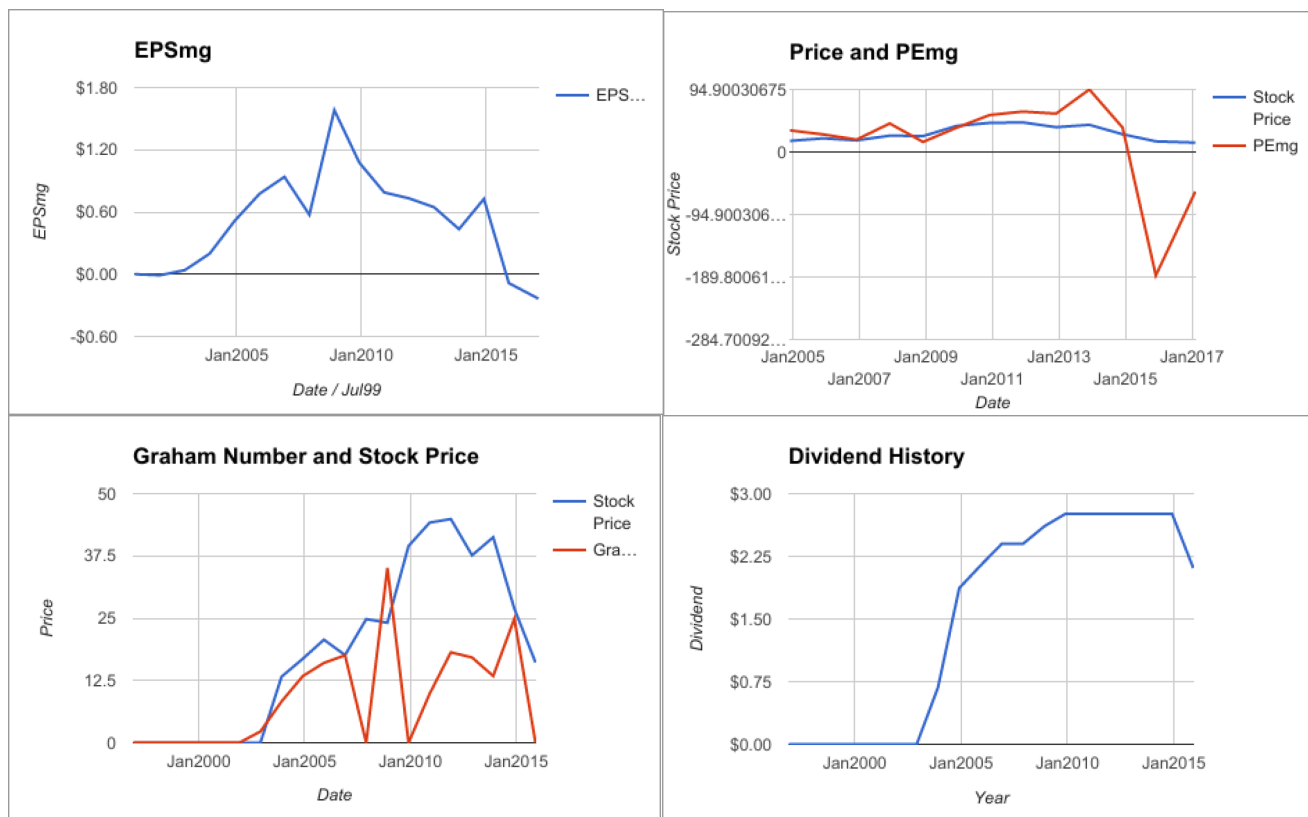 EPSmg
$1.80
$1.20
$0.60
$0.00
-$0.60
EPSmg
Jan2005
Jan2010
Jan2015
Date / Jul99
EPS…
Price and PEmg
94.90030675
0
-94.900306…
-189.80061…
-284.70092…
Stock Price
Jan2005
Jan2009
Jan2013
Jan2017
Jan2007
Jan2011
Jan2015
Date
Stock
Price
PEmg
Graham Number and Stock Price
50
37.5
25
12.5
0
Price
Jan2000
Jan2005
Jan2010
Jan2015
Date
Stock
Price
Gra…
Dividend History
$3.00
$2.25
$1.50
$0.75
$0.00
Dividend
Jan2000
Jan2005
Jan2010
Jan2015
Year